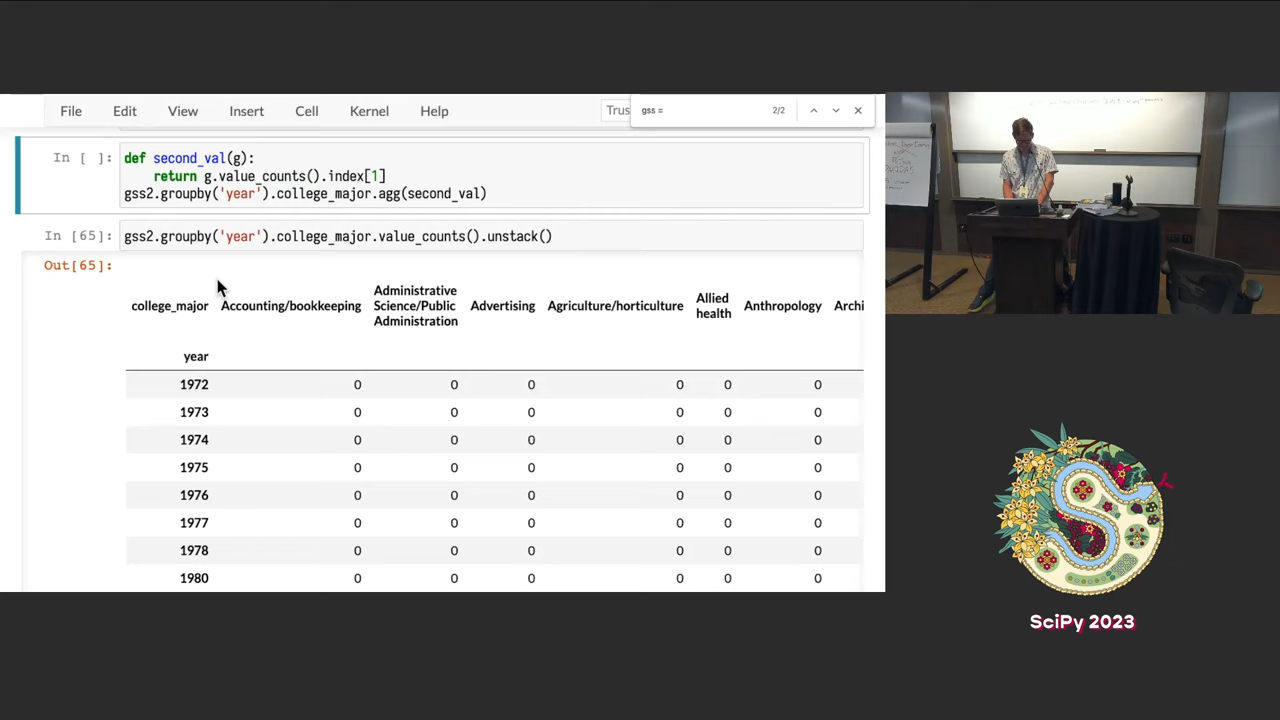 File Edit View Insert Cell Kernel Help Trus gss = 2/2
In [ ]: def second_val(g):
return g.value_counts().index[1]
gss2.groupby('year').college_major.agg(second_val)
In [65]: gss2.groupby('year').college_major.value_counts().unstack()
Out[65]:
college_major Accounting/bookkeeping Administrative Science/Public Administration Advertising Agriculture/horticulture Allied health Anthropology Archi
year
1972 0 0 0 0 0 0
1973 0 0 0 0 0 0
1974 0 0 0 0 0 0
1975 0 0 0 0 0 0
1976 0 0 0 0 0 0
1977 0 0 0 0 0 0
1978 0 0 0 0 0 0
1980 0 0 0 0 0 0
SciPy 2023